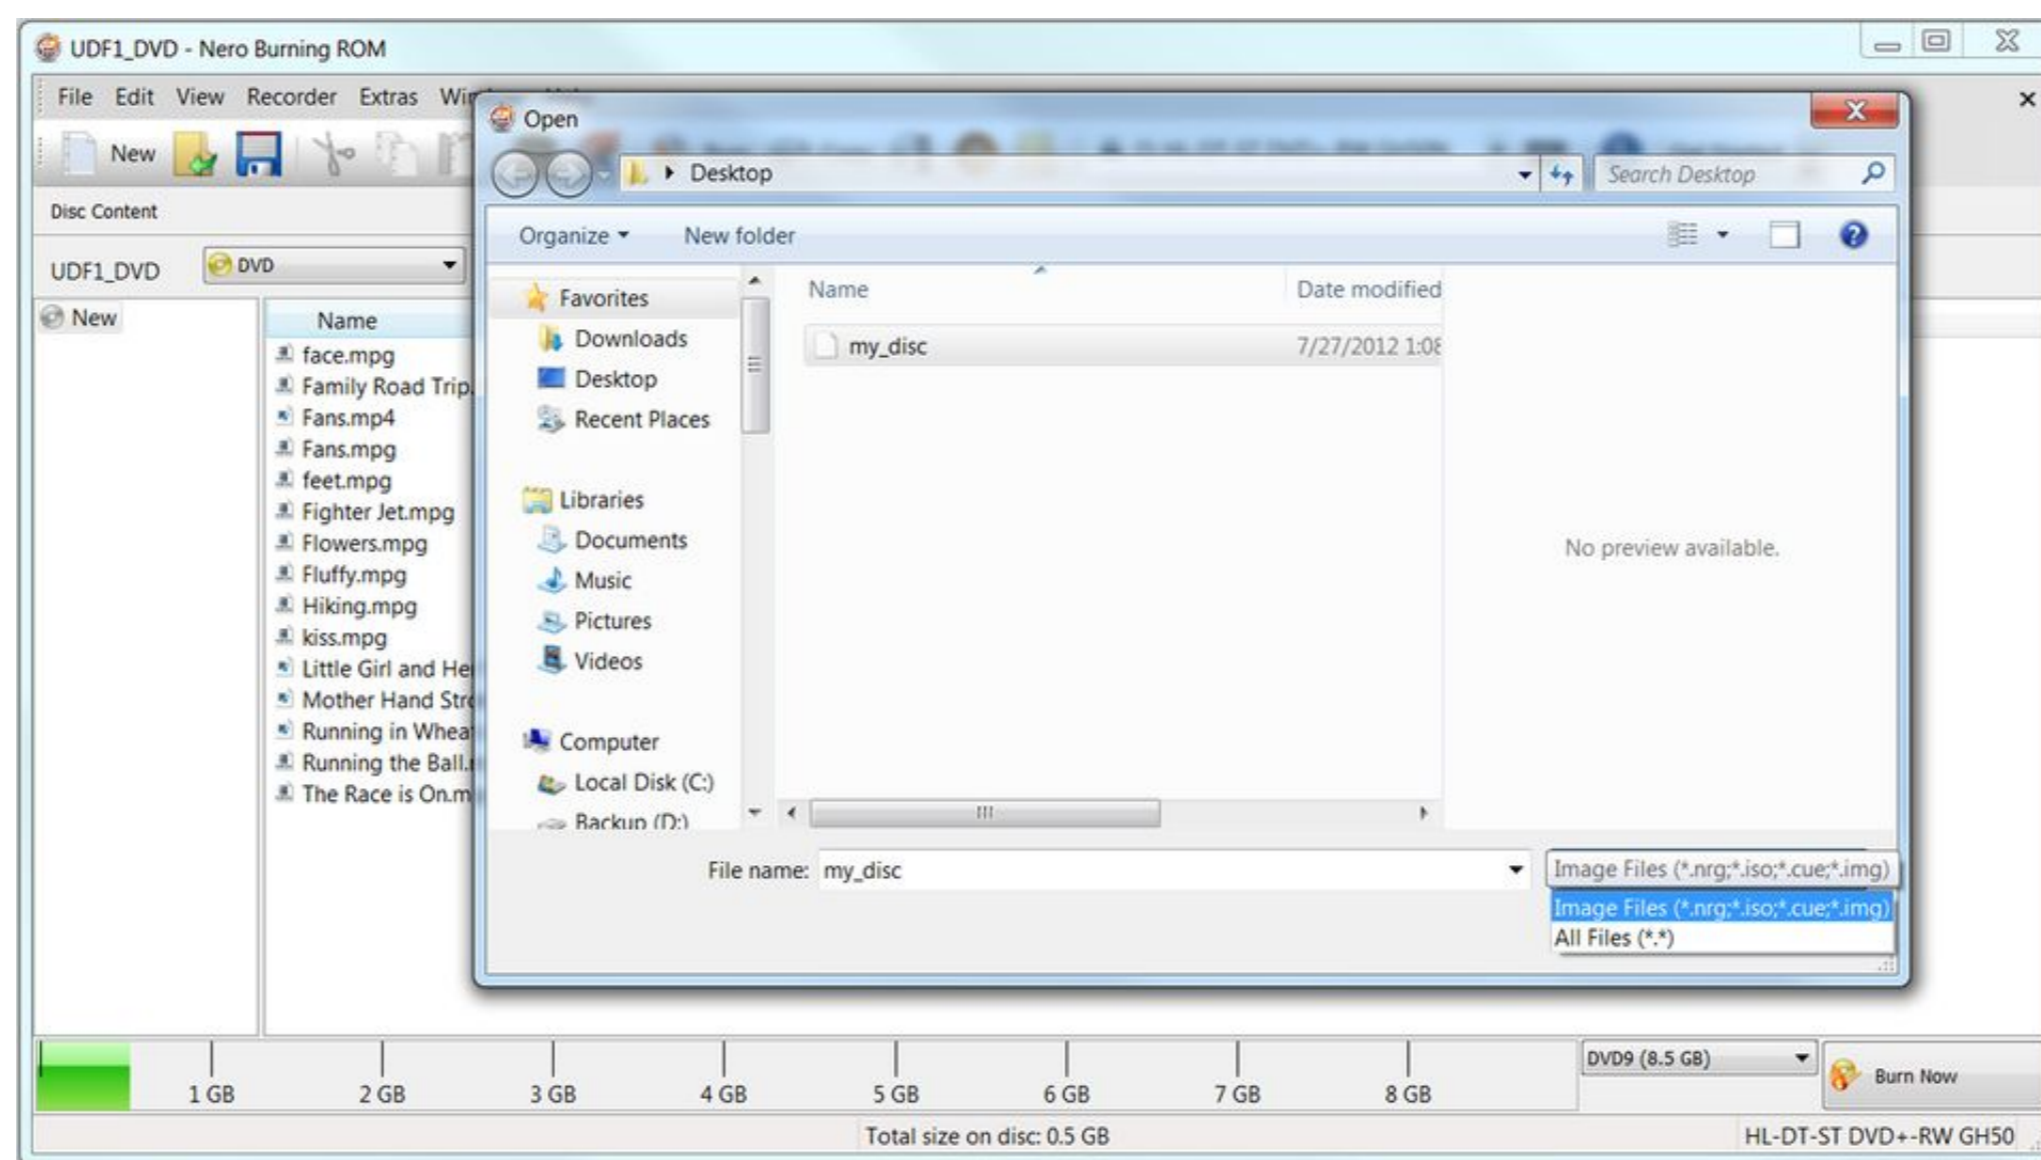 UDF1_DVD - Nero Burning ROM
File Edit View Recorder Extras
New
Disc Content
UDF1_DVD DVD
New
Name
face.mpg
Family Road Trip.
Fans.mp4
Fans.mpg
feet.mpg
Fighter Jet.mpg
Flowers.mpg
Fluffy.mpg
Hiking.mpg
kiss.mpg
Little Girl and He
Mother Hand Stro
Running in Wheat
Running the Ball.
The Race is On.m
Open
Desktop
Search Desktop
Organize New folder
Favorites
Downloads
Desktop
Recent Places
Libraries
Documents
Music
Pictures
Videos
Computer
Local Disk (C:)
Backup (D:)
Name Date modified
my_disc 7/27/2012 1:08
No preview available.
File name: my_disc
Image Files (*.nrg;*.iso;*.cue;*.img)
Image Files (*.nrg;*.iso;*.cue;*.img)
All Files (*.*)
1 GB 2 GB 3 GB 4 GB 5 GB 6 GB 7 GB 8 GB
DVD9 (8.5 GB)
Burn Now
Total size on disc: 0.5 GB
HL-DT-ST DVD+-RW GH50